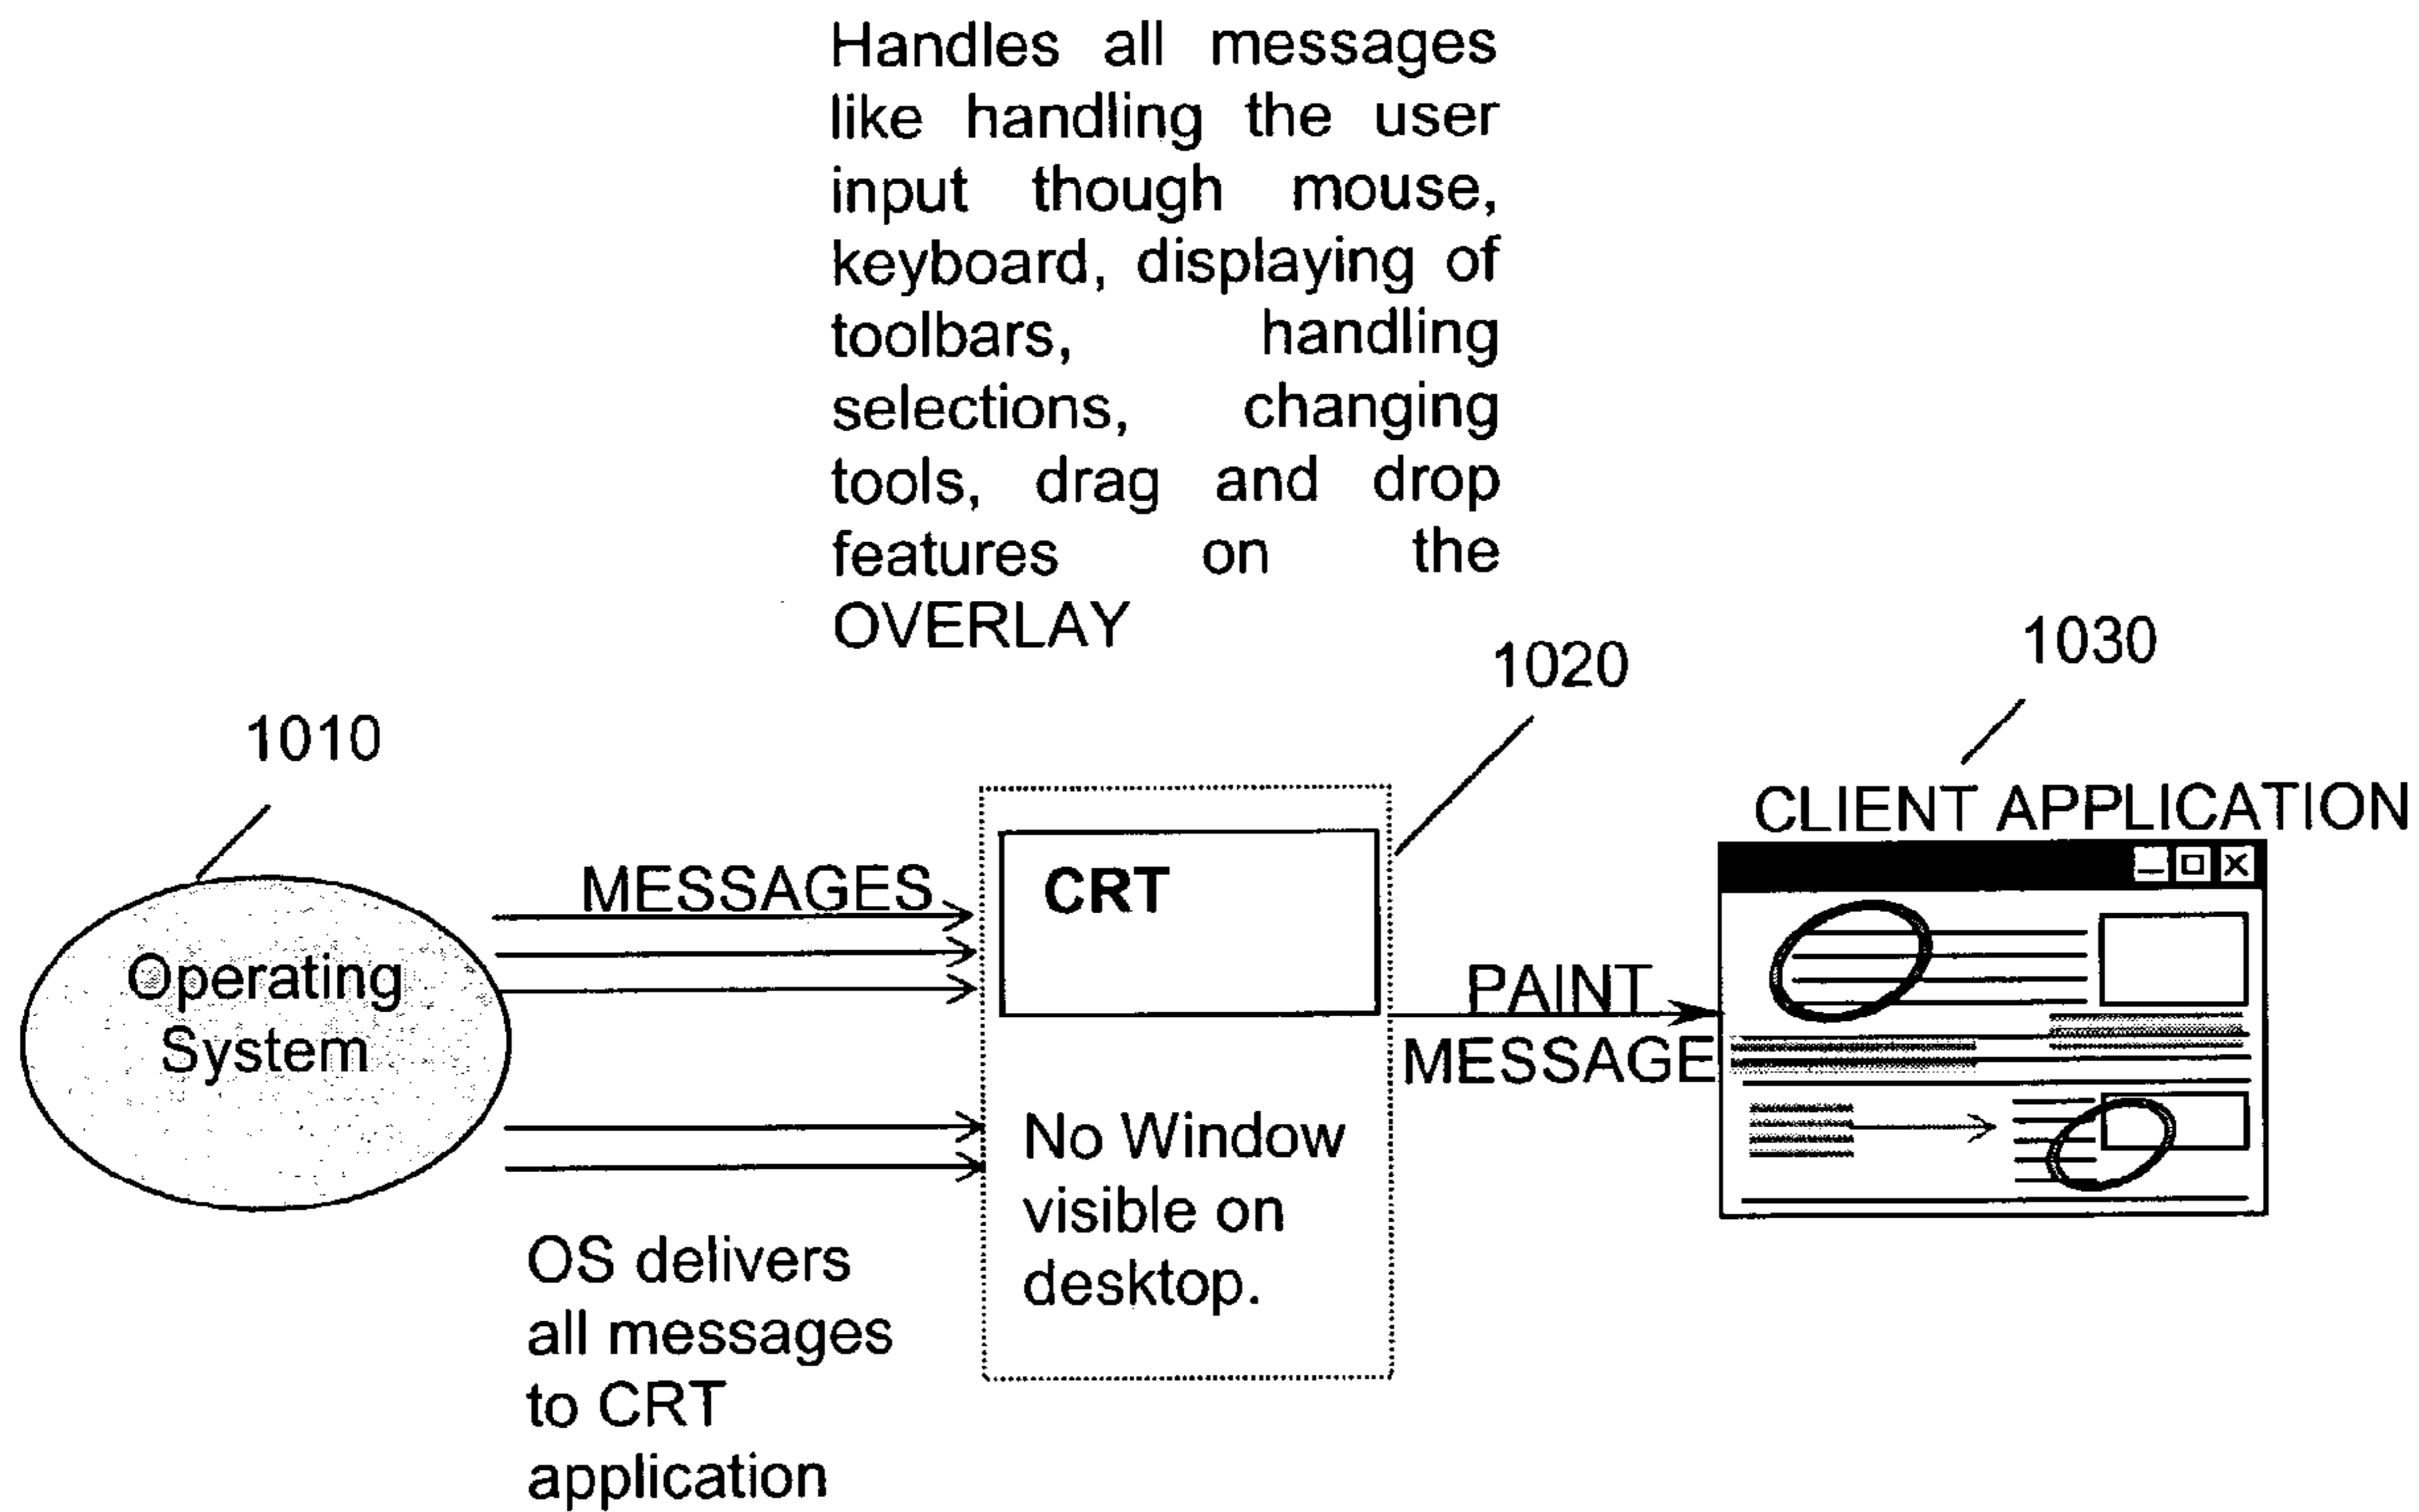 Handles all messages
like handling the user
input though mouse,
keyboard, displaying of
toolbars, handling
selections, changing
tools, drag and drop
features on the
OVERLAY
1010
1020
1030
CLIENT APPLICATION
MESSAGES
CRT
Operating
System
PAINT
MESSAGE
No Window
visible on
desktop.
OS delivers
all messages
to CRT
application